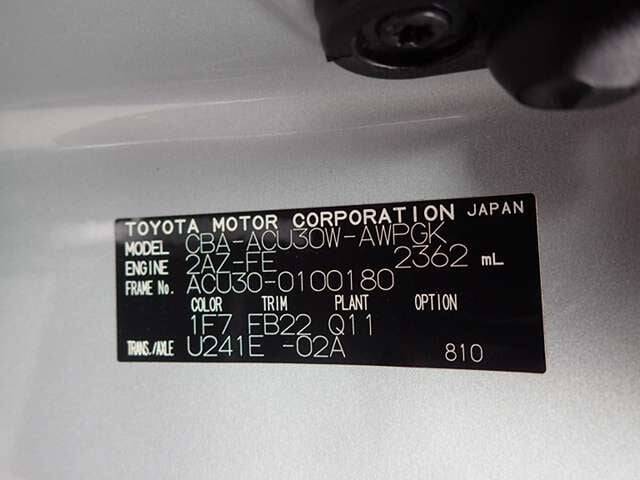 TOYOTA MOTOR CORPORATION JAPAN
MODEL CBA-ACU30W-AWPGK
ENGINE 2AZ-FE 2362 mL
FRAME No. ACU30-0100180
COLOR TRIM PLANT OPTION
1F7 FB22 Q11
TRANS./AXLE U241E -02A 810